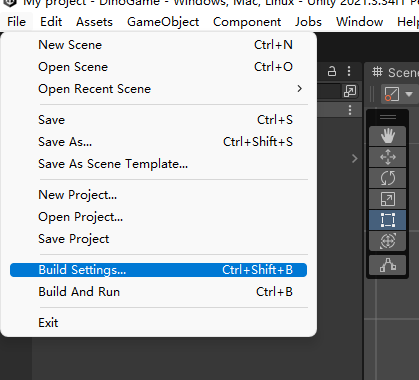 My project - DinoGame - Windows, Mac, Linux - Unity 2021.3.34f1
File Edit Assets GameObject Component Jobs Window Help
New Scene Ctrl+N
Open Scene Ctrl+O
Open Recent Scene
Save Ctrl+S
Save As... Ctrl+Shift+S
Save As Scene Template...
New Project...
Open Project...
Save Project
Build Settings... Ctrl+Shift+B
Build And Run Ctrl+B
Exit
Scene